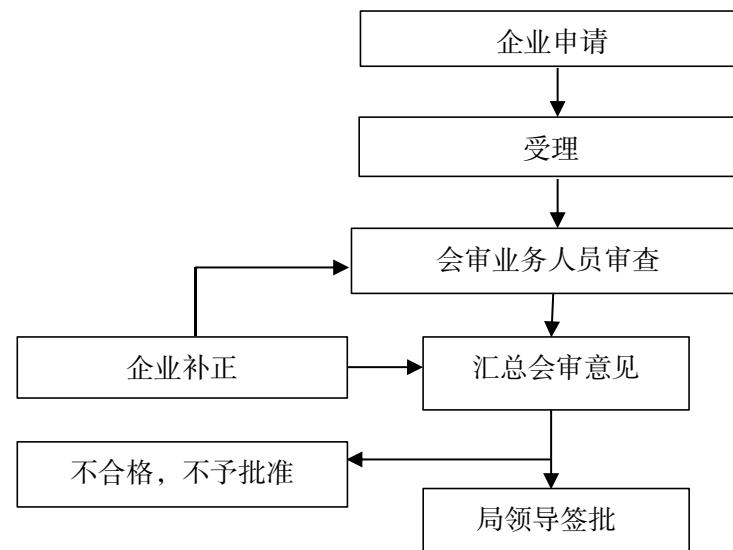 企业申请
受理
会审业务人员审查
企业补正
汇总会审意见
不合格，不予批准
局领导签批